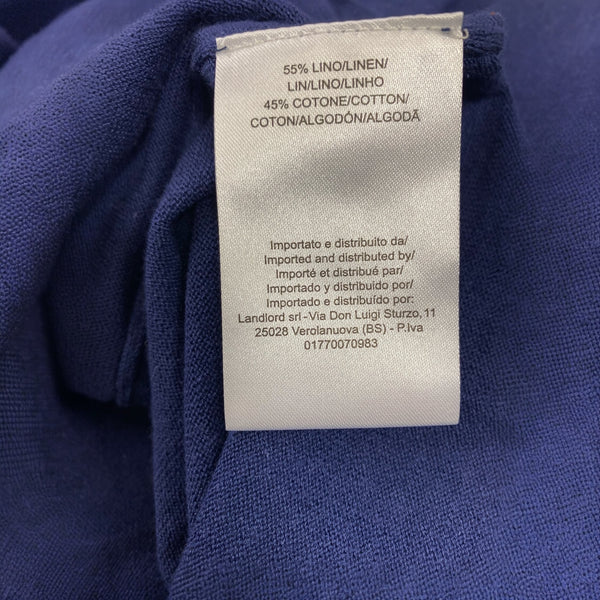 55% LINO/LINEN/
LIN/LINO/LINHO
45% COTONE/COTTON/
COTON/ALGODÓN/ALGODÃ
Importato e distribuito da/
Imported and distributed by/
Importé et distribué par/
Importado y distribuido por/
Importado e distribuído por:
Landlord srl - Via Don Luigi Sturzo, 11
25028 Verolanuova (BS) - P.Iva
01770070983